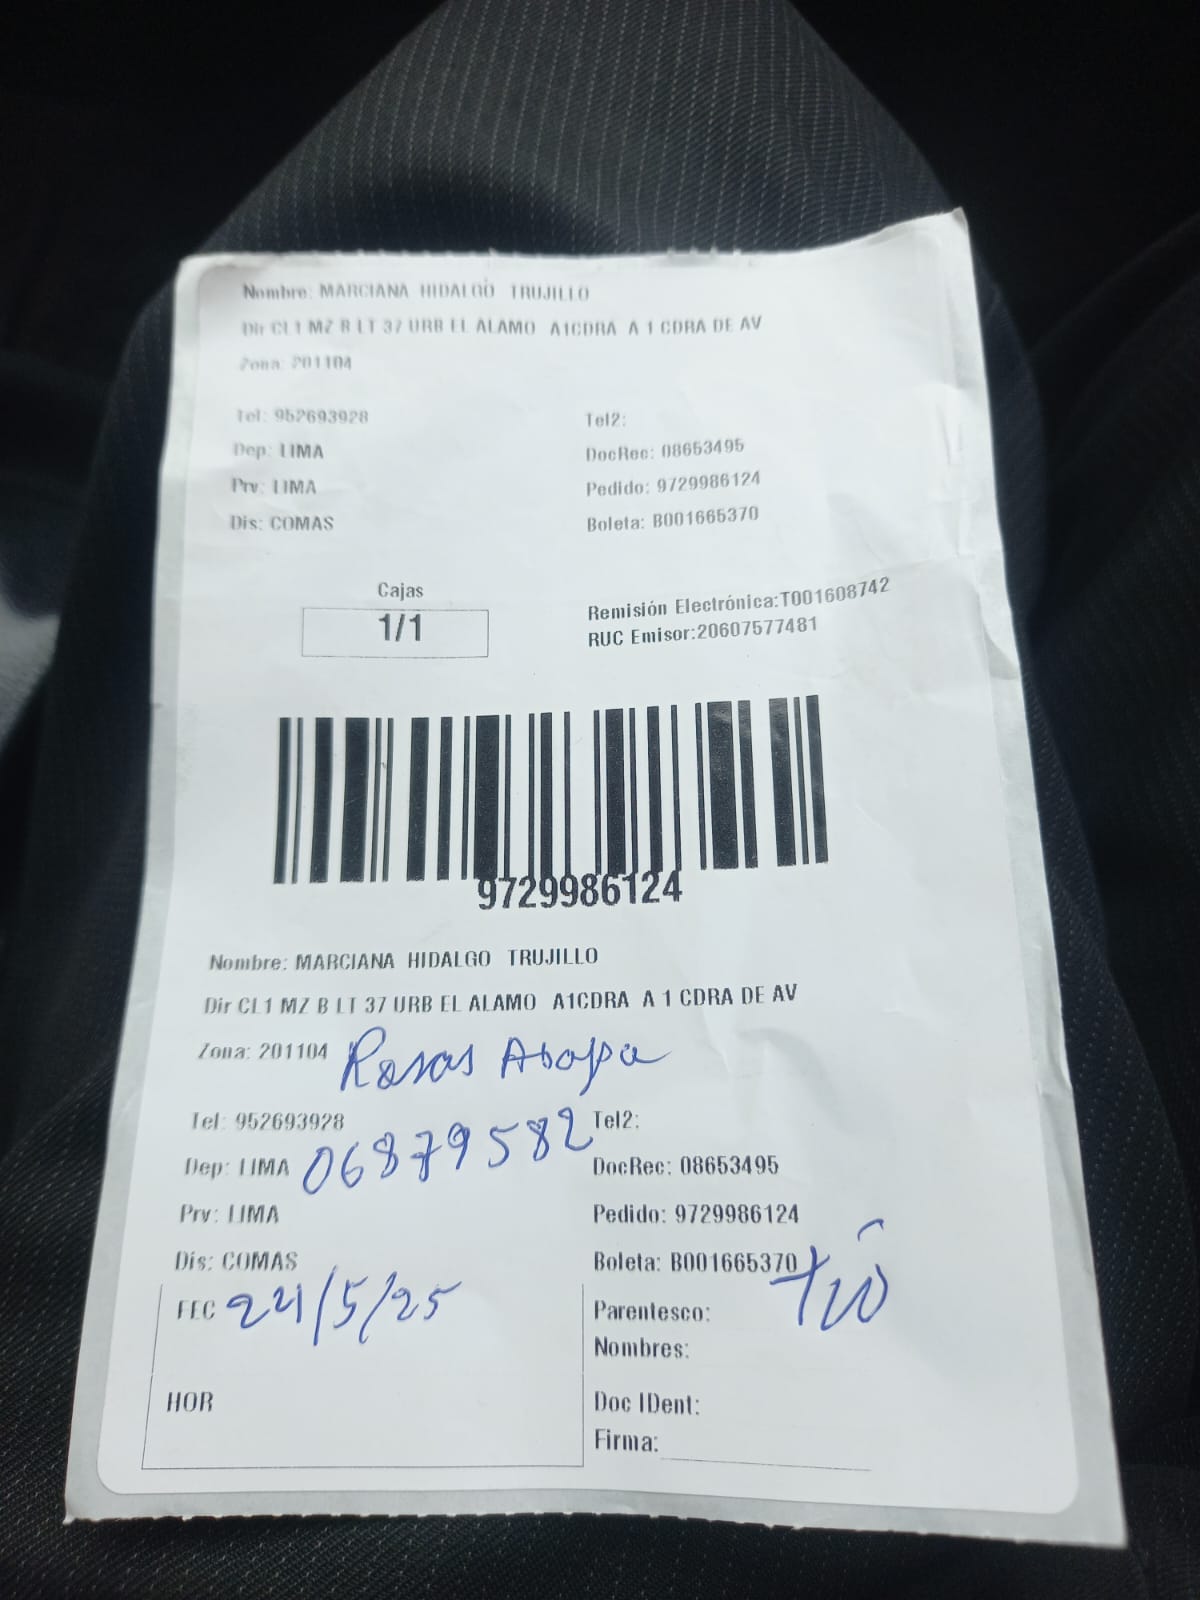 Nombre: MARCIANA HIDALGO TRUJILLO
Dir CL1 MZ B LT 37 URB EL ALAMO A1CDRA A 1 CDRA DE AV
Zona: 201104
Tel: 952693928 Tel2:
Dep: LIMA DocRec: 08653495
Prv: LIMA Pedido: 9729986124
Dis: COMAS Boleta: B001665370
Cajas
1/1
Remisión Electrónica:T001608742
RUC Emisor:20607577481
9729986124
Nombre: MARCIANA HIDALGO TRUJILLO
Dir CL1 MZ B LT 37 URB EL ALAMO A1CDRA A 1 CDRA DE AV
Zona: 201104 Rosas
Tel: 952693928 Tel2:
Dep: LIMA 06879582 DocRec: 08653495
Prv: LIMA Pedido: 9729986124
Dis: COMAS Boleta: B001665370
FEC 24/5/25 Parentesco: Tío
Nombres:
HOR Doc IDent:
Firma: